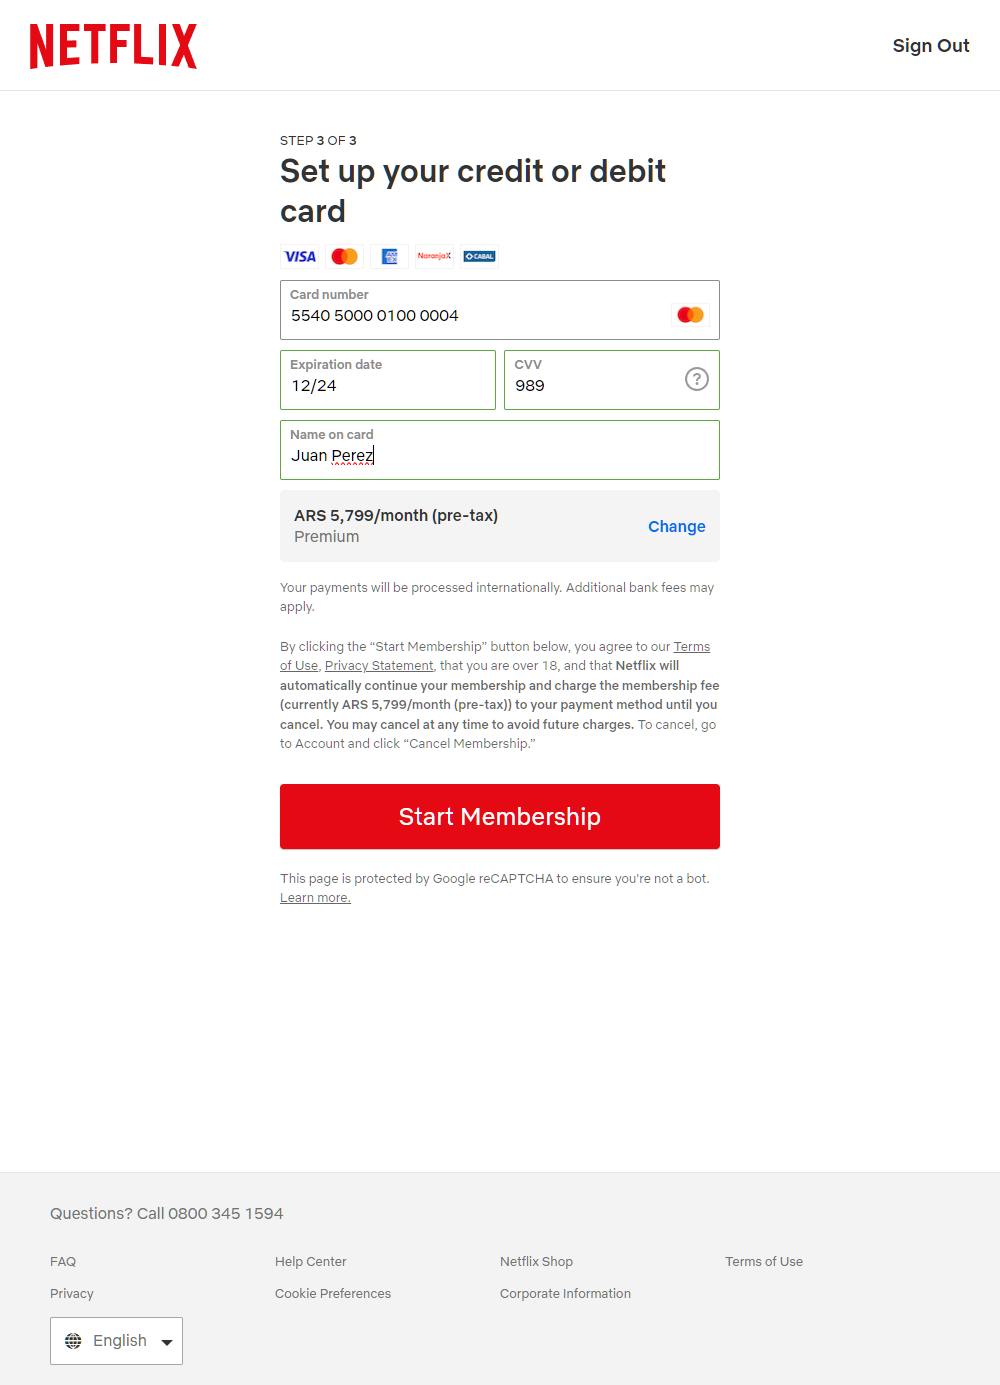 NETFLIX
Sign Out
STEP 3 OF 3
Set up your credit or debit
card
VISA AMEX NaranjaX CABAL
Card number
5540 5000 0100 0004
Expiration date
12/24
CVV
989
?
Name on card
Juan Perez
ARS 5,799/month (pre-tax)
Premium
Change
Your payments will be processed internationally. Additional bank fees may
apply.
By clicking the “Start Membership” button below, you agree to our Terms
of Use, Privacy Statement, that you are over 18, and that Netflix will
automatically continue your membership and charge the membership fee
(currently ARS 5,799/month (pre-tax)) to your payment method until you
cancel. You may cancel at any time to avoid future charges. To cancel, go
to Account and click “Cancel Membership.”
Start Membership
This page is protected by Google reCAPTCHA to ensure you're not a bot.
Learn more.
Questions? Call 0800 345 1594
FAQ
Help Center
Netflix Shop
Terms of Use
Privacy
Cookie Preferences
Corporate Information
English